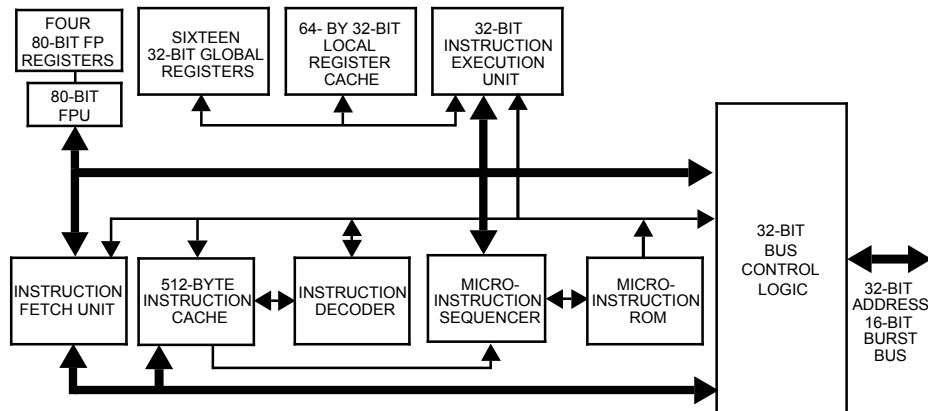 FOUR
80-BIT FP
REGISTERS
80-BIT
FPU
SIXTEEN
32-BIT GLOBAL
REGISTERS
64- BY 32-BIT
LOCAL
REGISTER
CACHE
32-BIT
INSTRUCTION
EXECUTION
UNIT
INSTRUCTION
FETCH UNIT
512-BYTE
INSTRUCTION
CACHE
INSTRUCTION
DECODER
MICRO-
INSTRUCTION
SEQUENCER
MICRO-
INSTRUCTION
ROM
32-BIT
BUS
CONTROL
LOGIC
32-BIT
ADDRESS
16-BIT
BURST
BUS